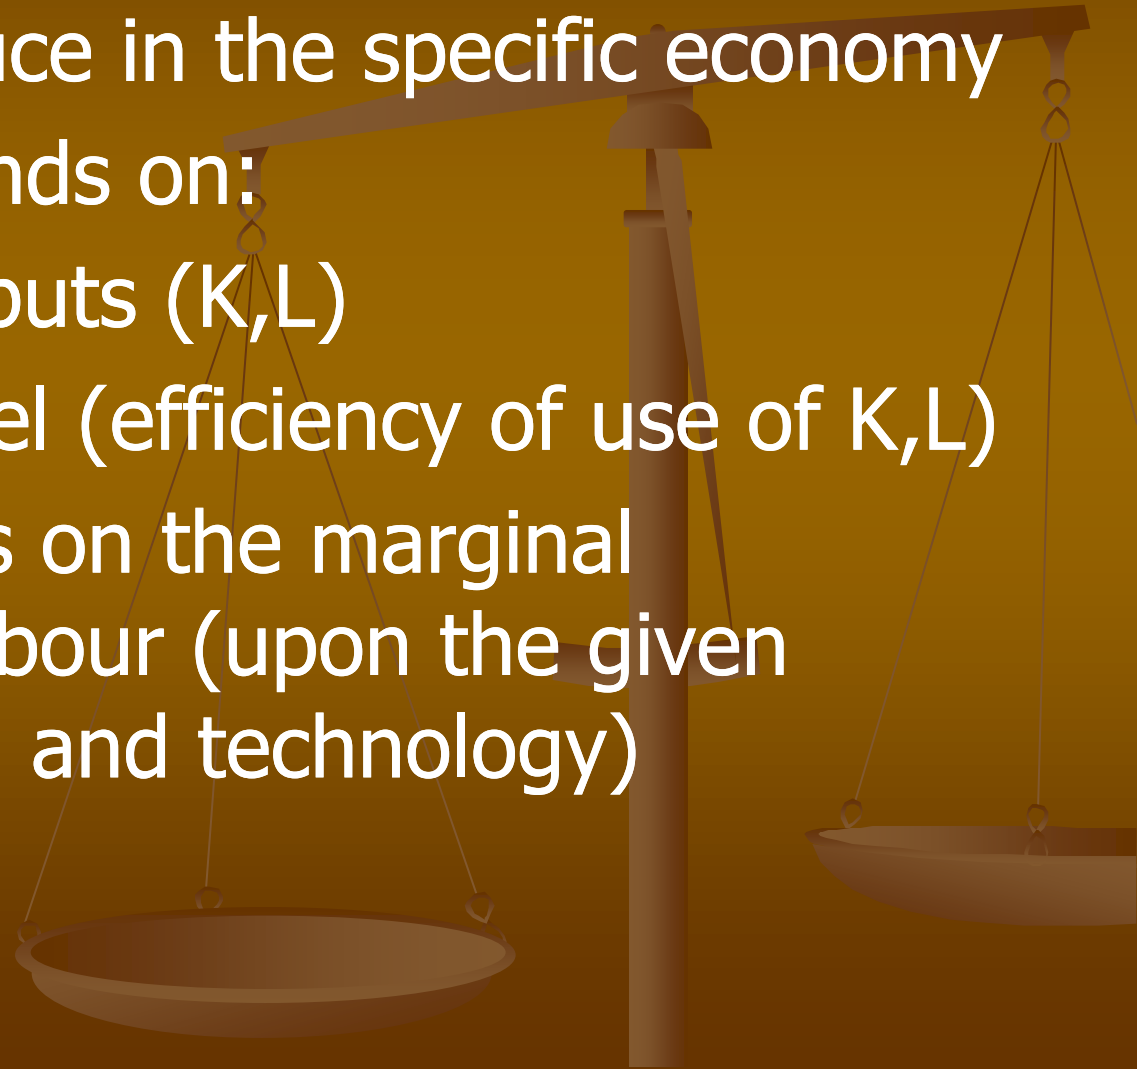 uce in the specific economy
nds on:
outs (K,L)
el (efficiency of use of K,L)
s on the marginal
bour (upon the given
and technology)